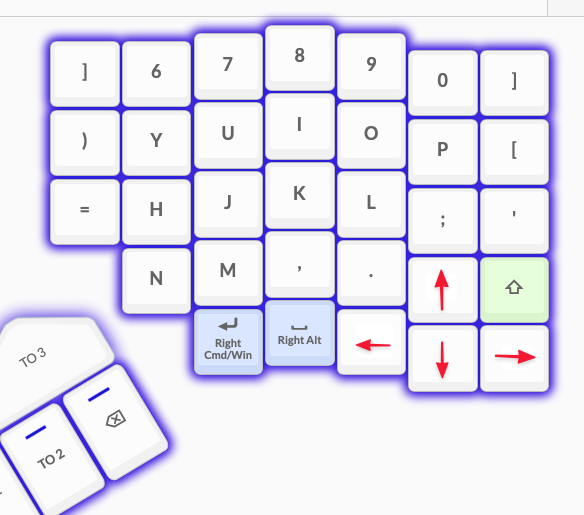 ] 6 7 8 9 0 ]
) Y U I O P [
= H J K L ; '
N M , .
Right
Cmd/Win
Right Alt
TO 3
TO 2